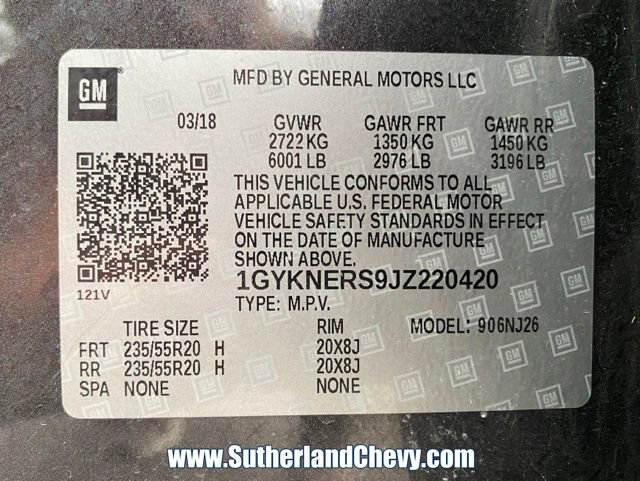 GM
MFD BY GENERAL MOTORS LLC
03/18 GVWR GAWR FRT GAWR RR
2722 KG 1350 KG 1450 KG
6001 LB 2976 LB 3196 LB
THIS VEHICLE CONFORMS TO ALL
APPLICABLE U.S. FEDERAL MOTOR
VEHICLE SAFETY STANDARDS IN EFFECT
ON THE DATE OF MANUFACTURE
SHOWN ABOVE.
121V
1GYKNERS9JZ220420
TYPE: M.P.V.
TIRE SIZE RIM MODEL: 906NJ26
FRT 235/55R20 H 20X8J
RR 235/55R20 H 20X8J
SPA NONE NONE
www.SutherlandChevy.com